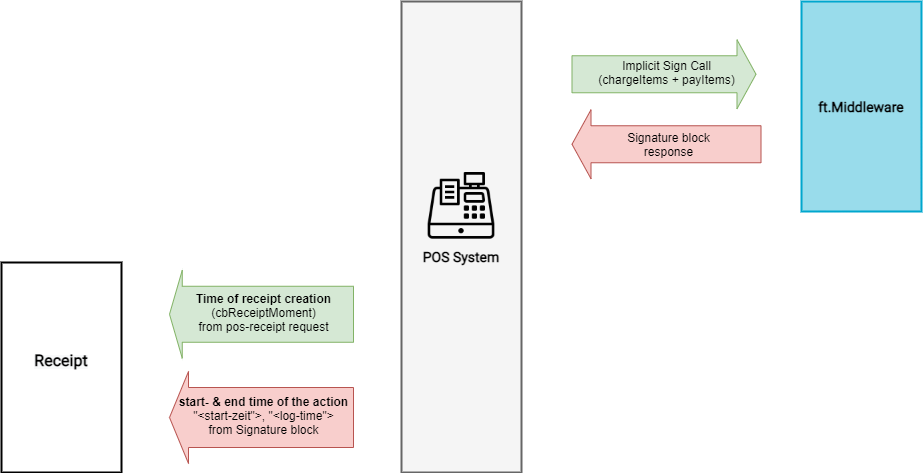 Implicit Sign Call
(chargeItems + payItems)
ft.Middleware
Signature block
response
POS System
Time of receipt creation
(cbReceiptMoment)
from pos-receipt request
Receipt
start- & end time of the action
"<start-zeit">, "<log-time">
from Signature block